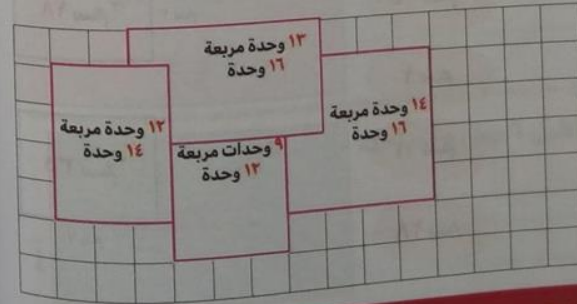 ١٣ وحدة مربعة
١٦ وحدة
١٤ وحدة مربعة
١٦ وحدة
١٢ وحدة مربعة
١٤ وحدة
٩ وحدات مربعة
١٢ وحدة